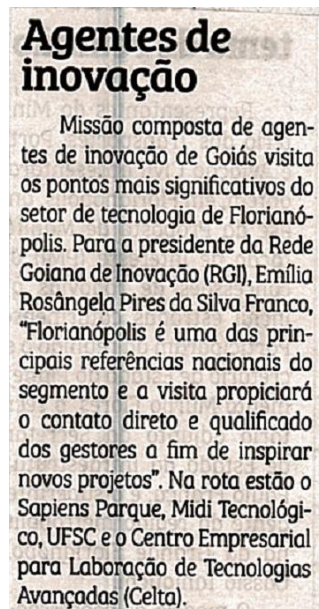 Agentes de
inovação
Missão composta de agen-
tes de inovação de Goiás visita
os pontos mais significativos do
setor de tecnologia de Florianó-
polis. Para a presidente da Rede
Goiana de Inovação (RGI), Emília
Rosângela Pires da Silva Franco,
“Florianópolis é uma das prin-
cipais referências nacionais do
segmento e a visita propiciará
o contato direto e qualificado
dos gestores a fim de inspirar
novos projetos”. Na rota estão o
Sapiens Parque, Midi Tecnológi-
co, UFSC e o Centro Empresarial
para Laboração de Tecnologias
Avançadas (Celta).